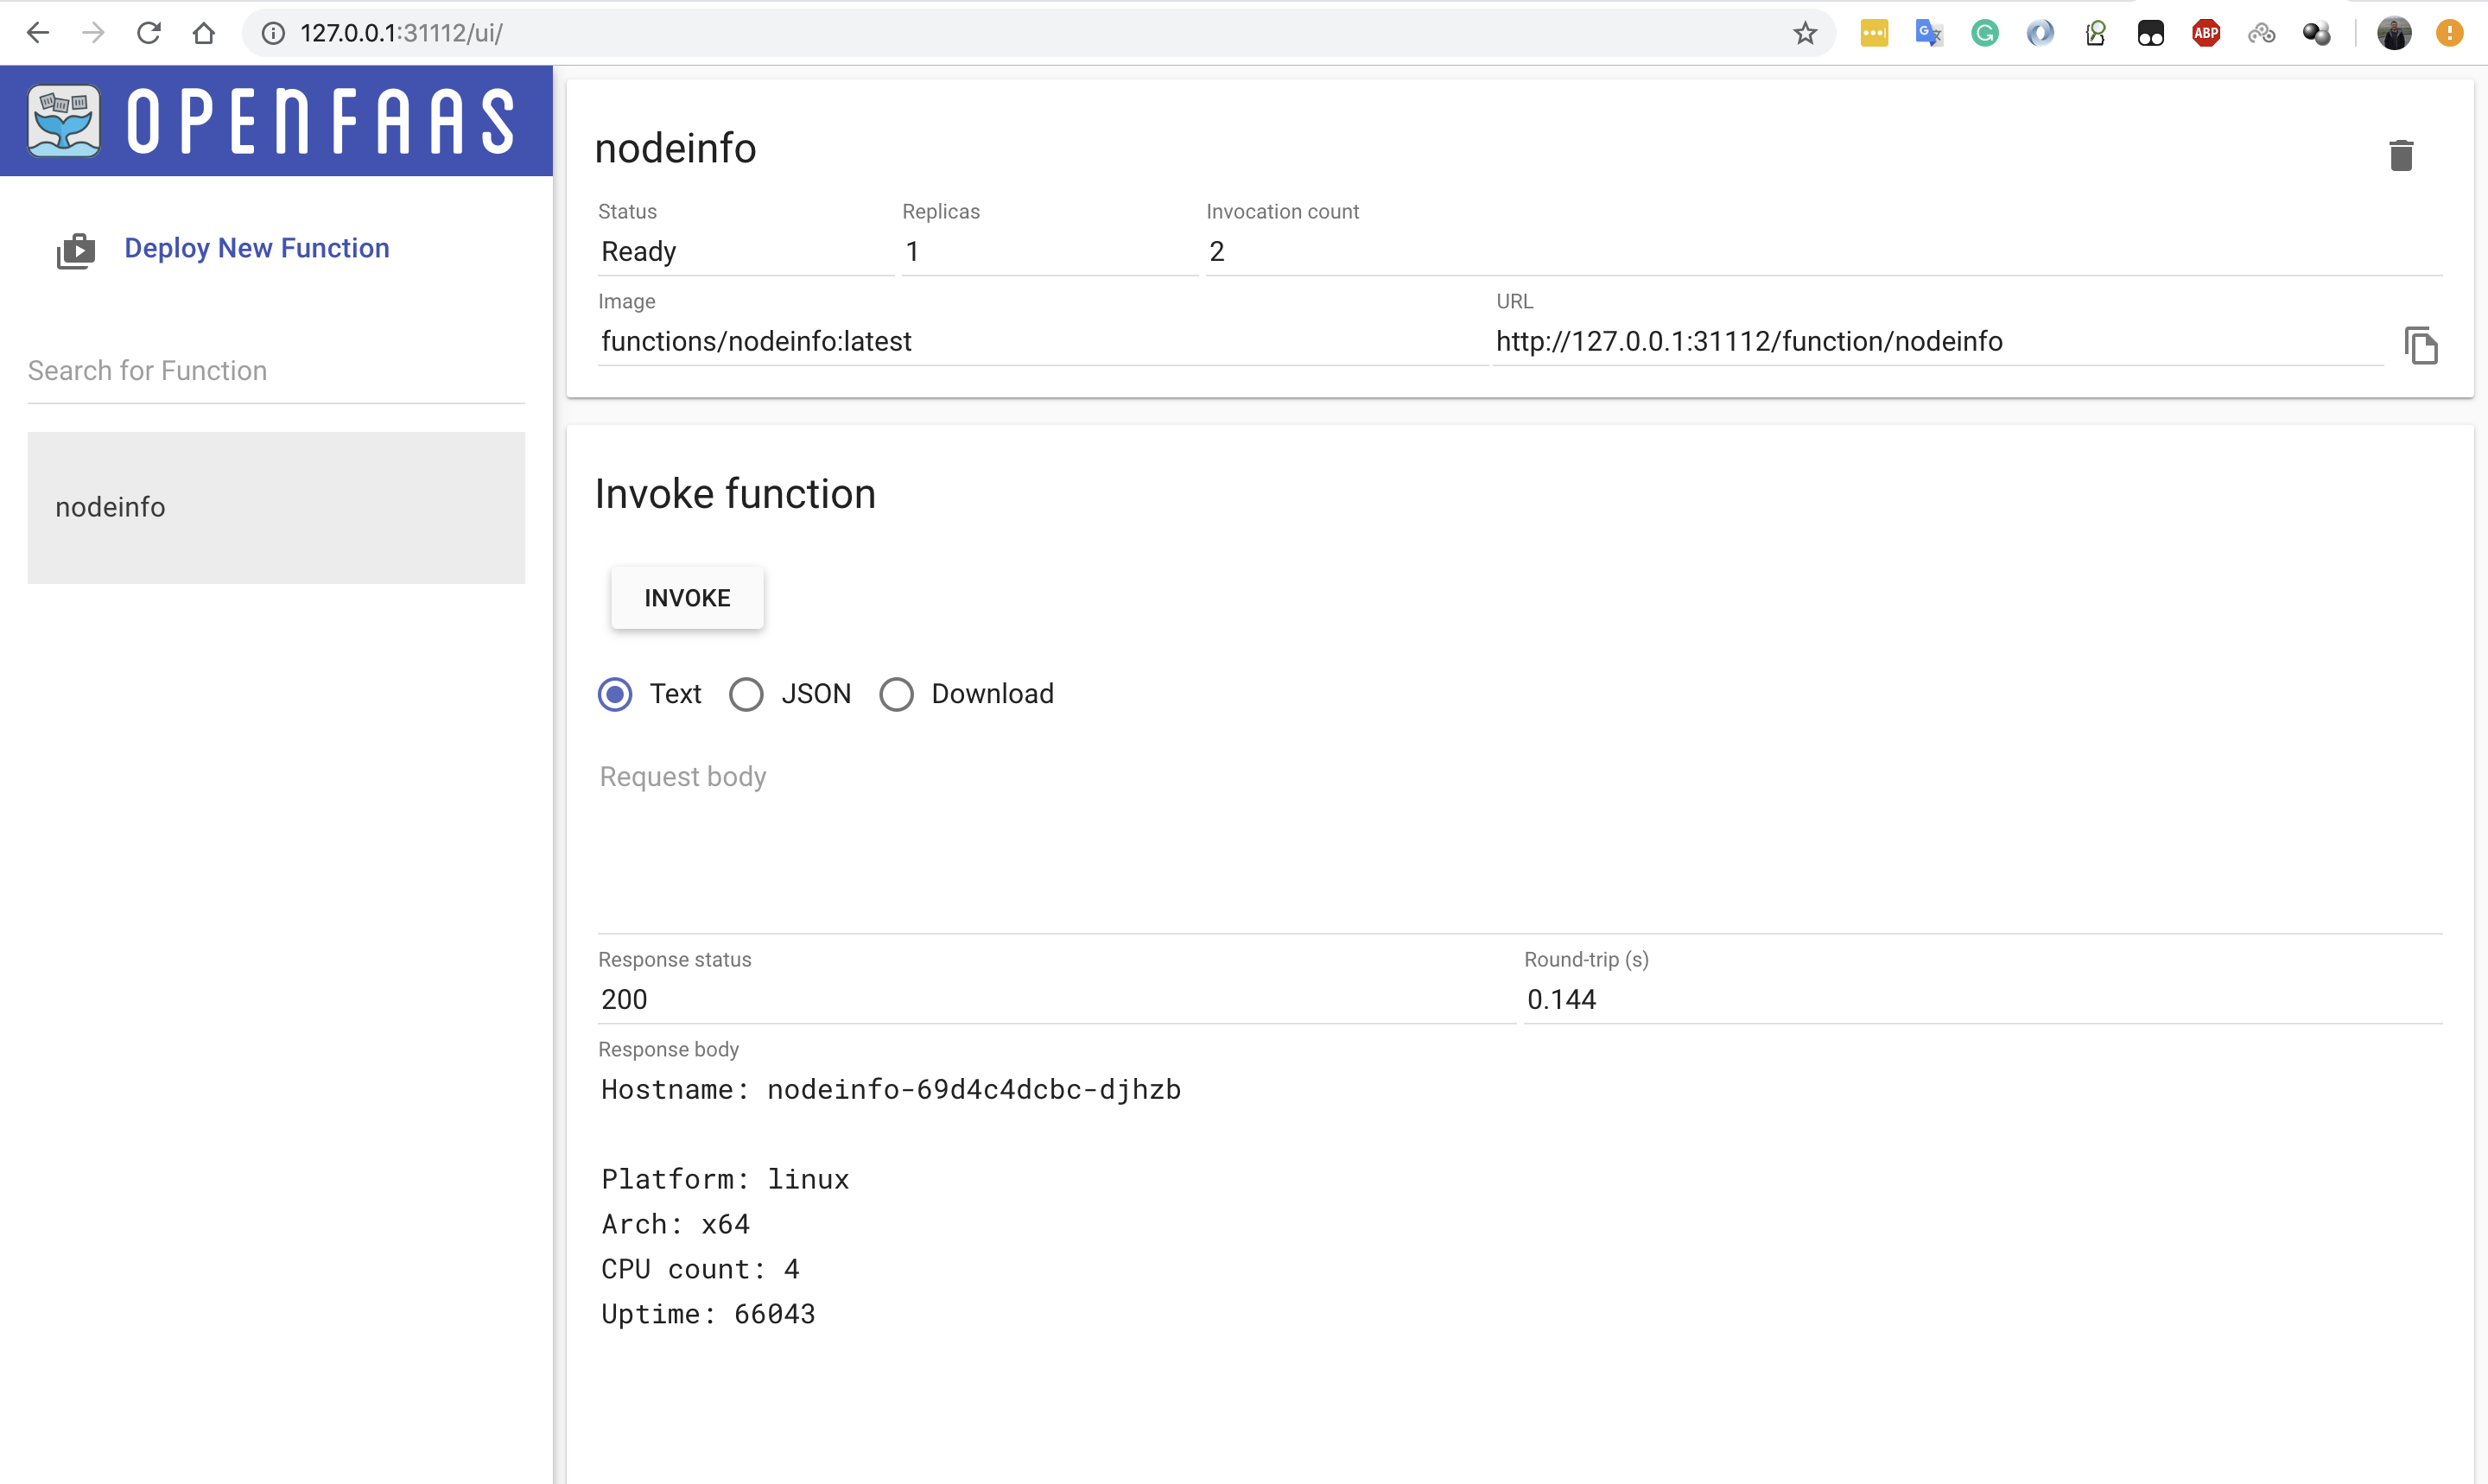 127.0.0.1:31112/ui/
ABP
OPENFAAS
Deploy New Function
Search for Function
nodeinfo
nodeinfo
Status Replicas Invocation count
Ready 1 2
Image URL
functions/nodeinfo:latest http://127.0.0.1:31112/function/nodeinfo
Invoke function
INVOKE
Text JSON Download
Request body
Response status Round-trip (s)
200 0.144
Response body
Hostname: nodeinfo-69d4c4dcbc-djhzb
Platform: linux
Arch: x64
CPU count: 4
Uptime: 66043